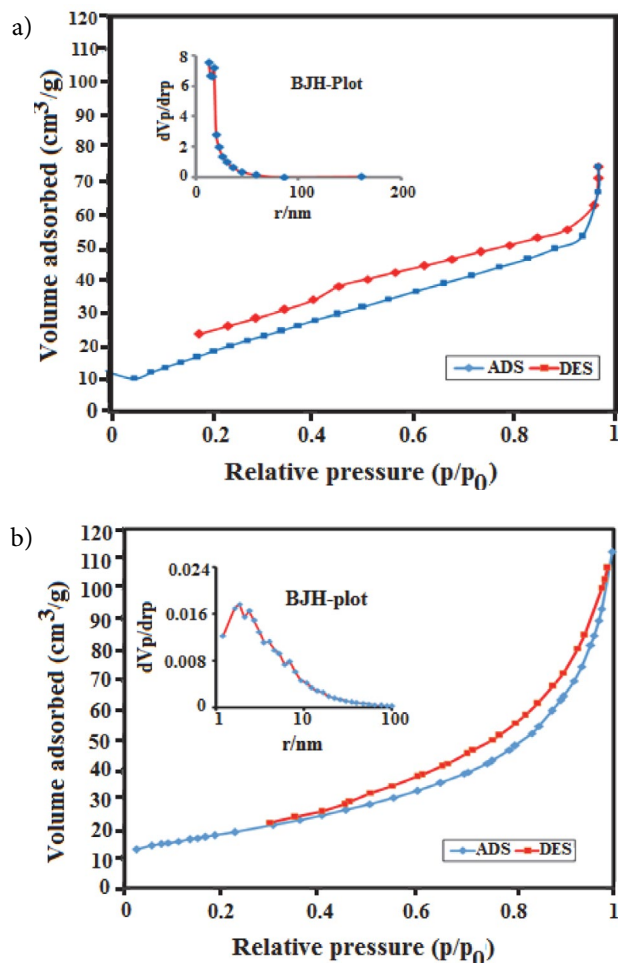 a)
120
110
100
90
80
70
60
50
40
30
20
10
0
Volume adsorbed (cm³/g)
BJH-Plot
8
6
4
2
0
dVp/drp
0 100 200
r/nm
ADS DES
0 0.2 0.4 0.6 0.8 1
Relative pressure (p/p₀)
b)
120
110
100
90
80
70
60
50
40
30
20
10
0
Volume adsorbed (cm³/g)
BJH-plot
0.024
0.016
0.008
0
dVp/drp
1 10 100
r/nm
ADS DES
0 0.2 0.4 0.6 0.8 1
Relative pressure (p/p₀)